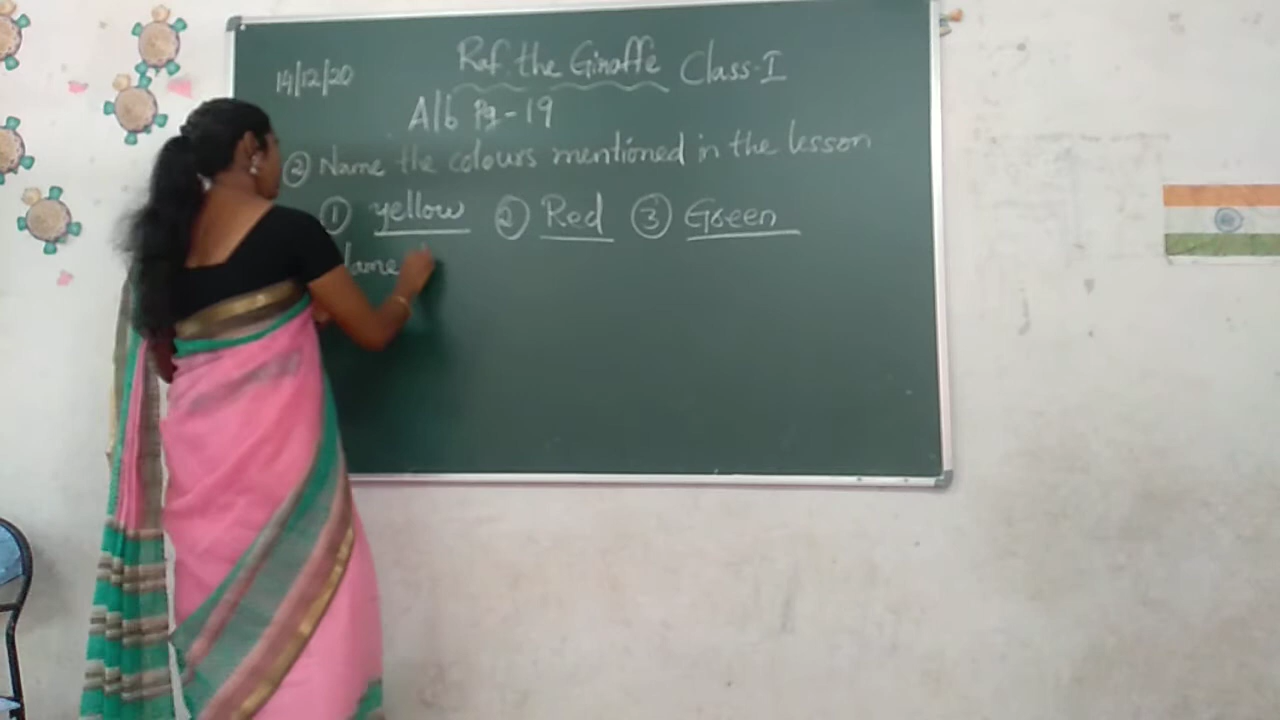 14/12/20 Raf the Giraffe Class-I
A/b Pg-19
② Name the colours mentioned in the lesson
① yellow ② Red ③ Green